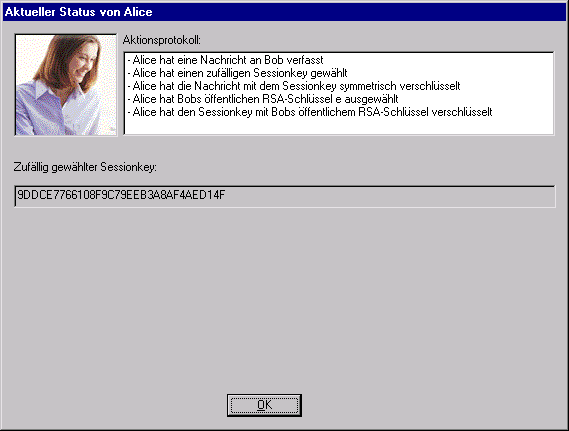 Aktueller Status von Alice
Aktionsprotokoll:
- Alice hat eine Nachricht an Bob verfasst
- Alice hat einen zufälligen Sessionkey gewählt
- Alice hat die Nachricht mit dem Sessionkey symmetrisch verschlüsselt
- Alice hat Bobs öffentlichen RSA-Schlüssel e ausgewählt
- Alice hat den Sessionkey mit Bobs öffentlichem RSA-Schlüssel verschlüsselt
Zufällig gewählter Sessionkey:
9DDCE7766108F9C79EEB3A8AF4AED14F
OK